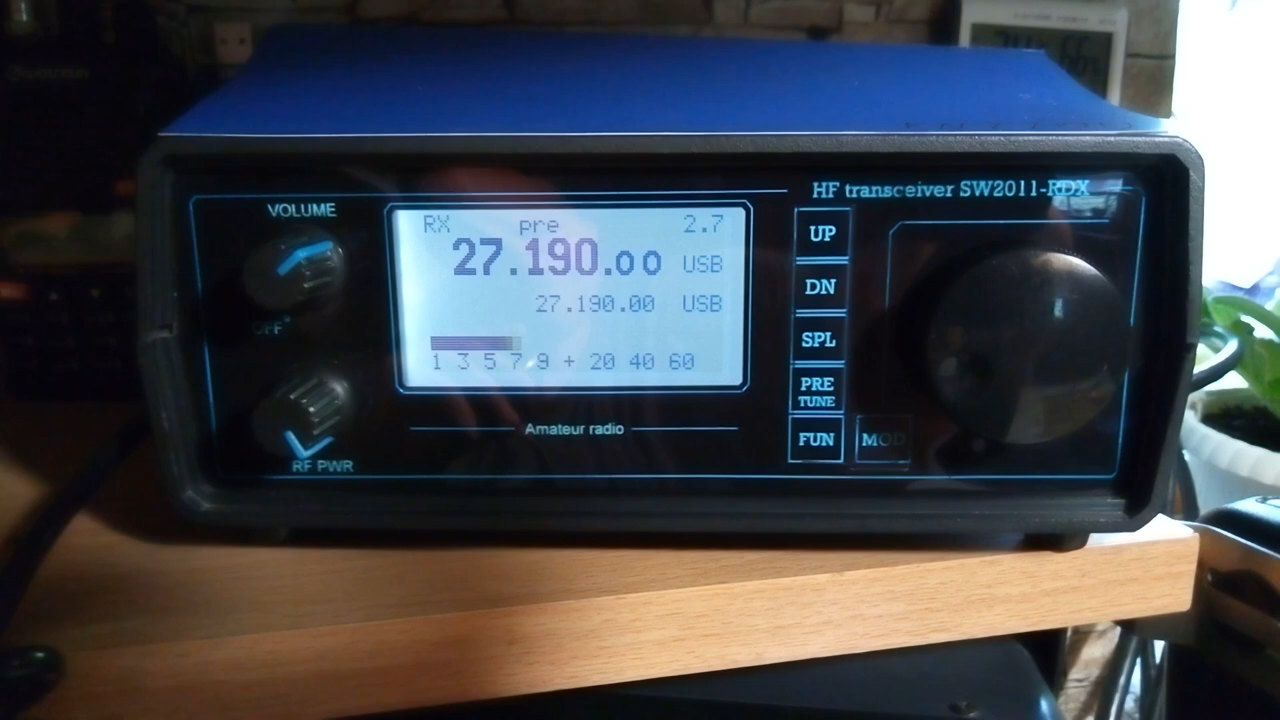 HF transceiver SW2011-RDX
VOLUME
OFF
RF PWR
RX pre 2.7
27.190.00 USB
27.190.00 USB
1 3 5 7 9 + 20 40 60
Amateur radio
UP
DN
SPL
PRE
TUNE
FUN
MOD